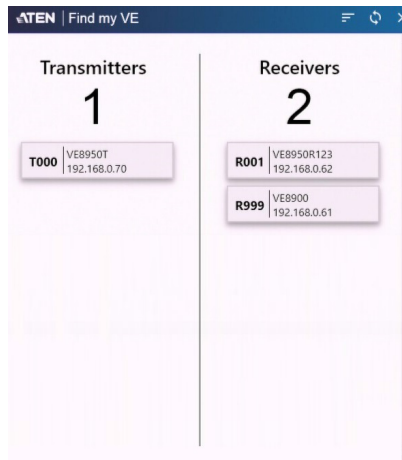 ATEN | Find my VE
Transmitters
1
T000
VE8950T
192.168.0.70
Receivers
2
R001
VE8950R123
192.168.0.62
R999
VE8900
192.168.0.61